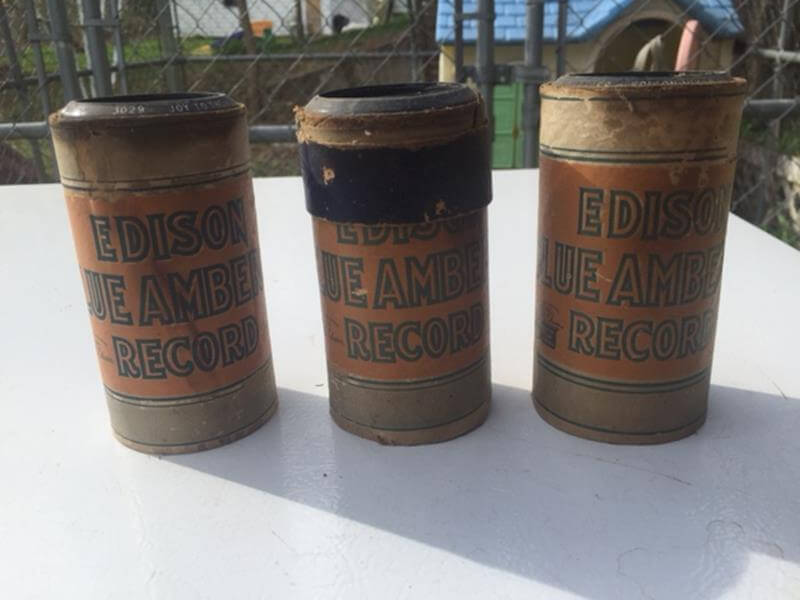 3029 JOY TO THE
EDISON
LUE AMBER
RECORD
EDISO
UE AMBE
RECORD
EDISON
LUE AMBE
RECORD